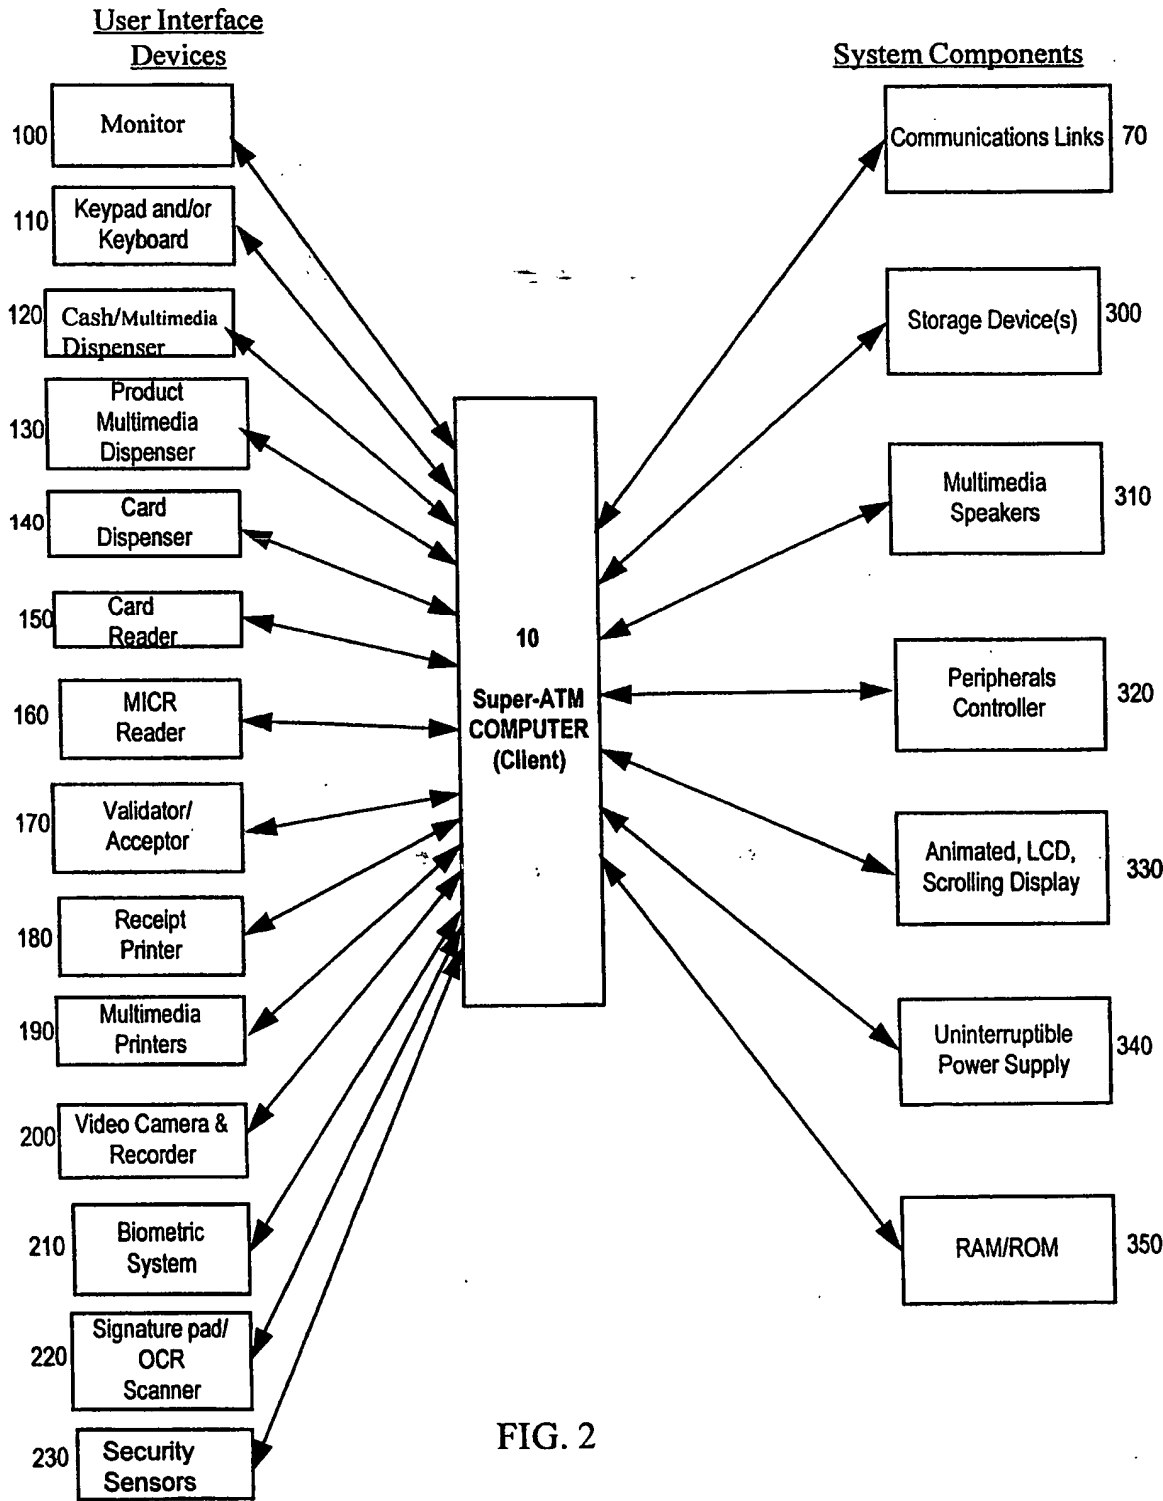 User Interface
Devices
100
Monitor
110
Keypad and/or
Keyboard
120
Cash/Multimedia
Dispenser
130
Product
Multimedia
Dispenser
140
Card
Dispenser
150
Card
Reader
160
MICR
Reader
170
Validator/
Acceptor
180
Receipt
Printer
190
Multimedia
Printers
200
Video Camera &
Recorder
210
Biometric
System
220
Signature pad/
OCR
Scanner
230
Security
Sensors
10
Super-ATM
COMPUTER
(Client)
System Components
Communications Links
70
Storage Device(s)
300
Multimedia
Speakers
310
Peripherals
Controller
320
Animated, LCD,
Scrolling Display
330
Uninterruptible
Power Supply
340
RAM/ROM
350
FIG. 2